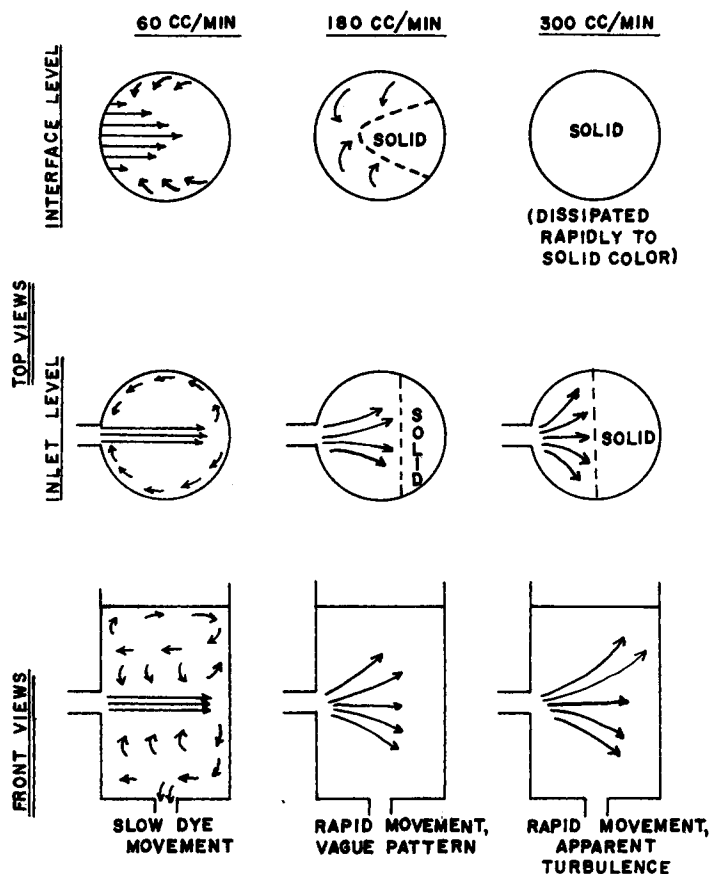 60 CC/MIN
180 CC/MIN
300 CC/MIN
TOP VIEWS
INTERFACE LEVEL
SOLID
SOLID
(DISSIPATED
RAPIDLY TO
SOLID COLOR)
INLET LEVEL
SOLID
SOLID
FRONT VIEWS
SLOW DYE
MOVEMENT
RAPID MOVEMENT,
VAGUE PATTERN
RAPID MOVEMENT,
APPARENT
TURBULENCE